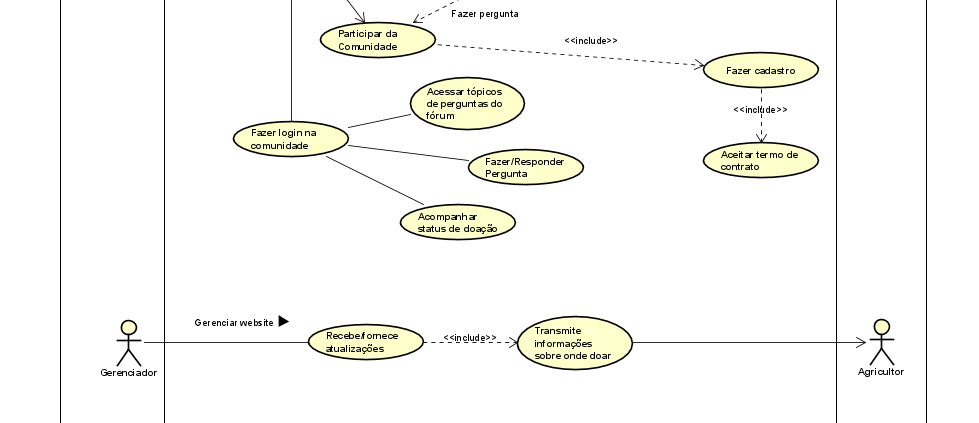 Fazer pergunta
Participar da
Comunidade
<<include>>
Fazer cadastro
Acessar tópicos
de perguntas do
fórum
<<include>>
Fazer login na
comunidade
Aceitar termo de
contrato
Fazer/Responder
Pergunta
Acompanhar
status de doação
Gerenciar website
Recebe/fornece
atualizações
<<include>>
Transmite
informações
sobre onde doar
Gerenciador
Agricultor